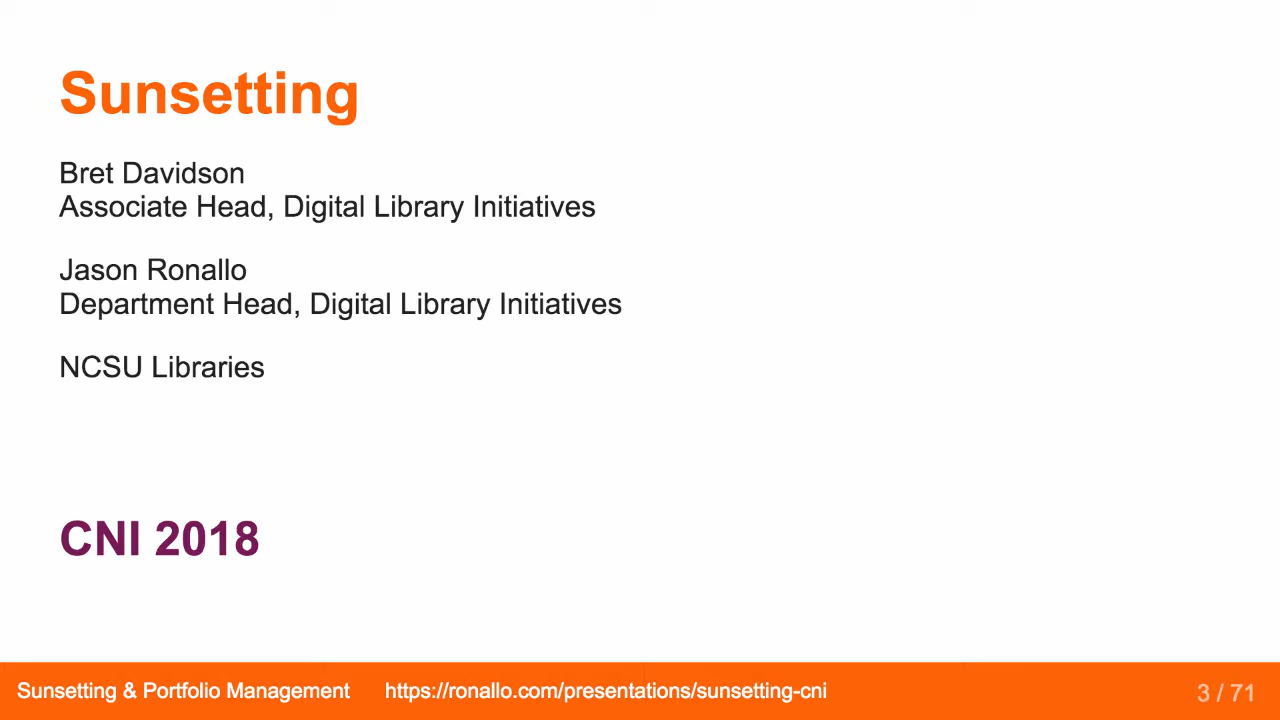 Sunsetting
Bret Davidson
Associate Head, Digital Library Initiatives
Jason Ronallo
Department Head, Digital Library Initiatives
NCSU Libraries
CNI 2018
Sunsetting & Portfolio Management https://ronallo.com/presentations/sunsetting-cni 3 / 71